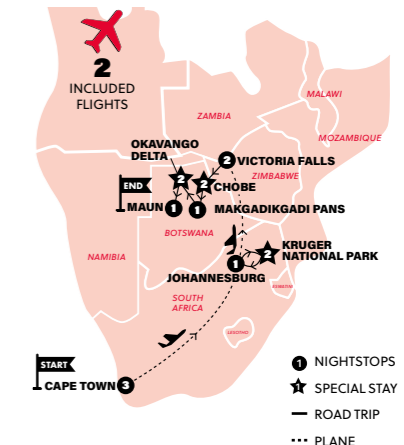 2
INCLUDED
FLIGHTS
MALAWI
ZAMBIA
MOZAMBIQUE
OKAVANGO
DELTA
2 VICTORIA FALLS
ZIMBABWE
END
2
2 CHOBE
MAUN 1
1 MAKGADIKGADI PANS
BOTSWANA
NAMIBIA
2 KRUGER
NATIONAL PARK
1
JOHANNESBURG
ESWATINI
SOUTH
AFRICA
LESOTHO
START
CAPE TOWN 3
1 NIGHTSTOPS
1 SPECIAL STAY
ROAD TRIP
PLANE